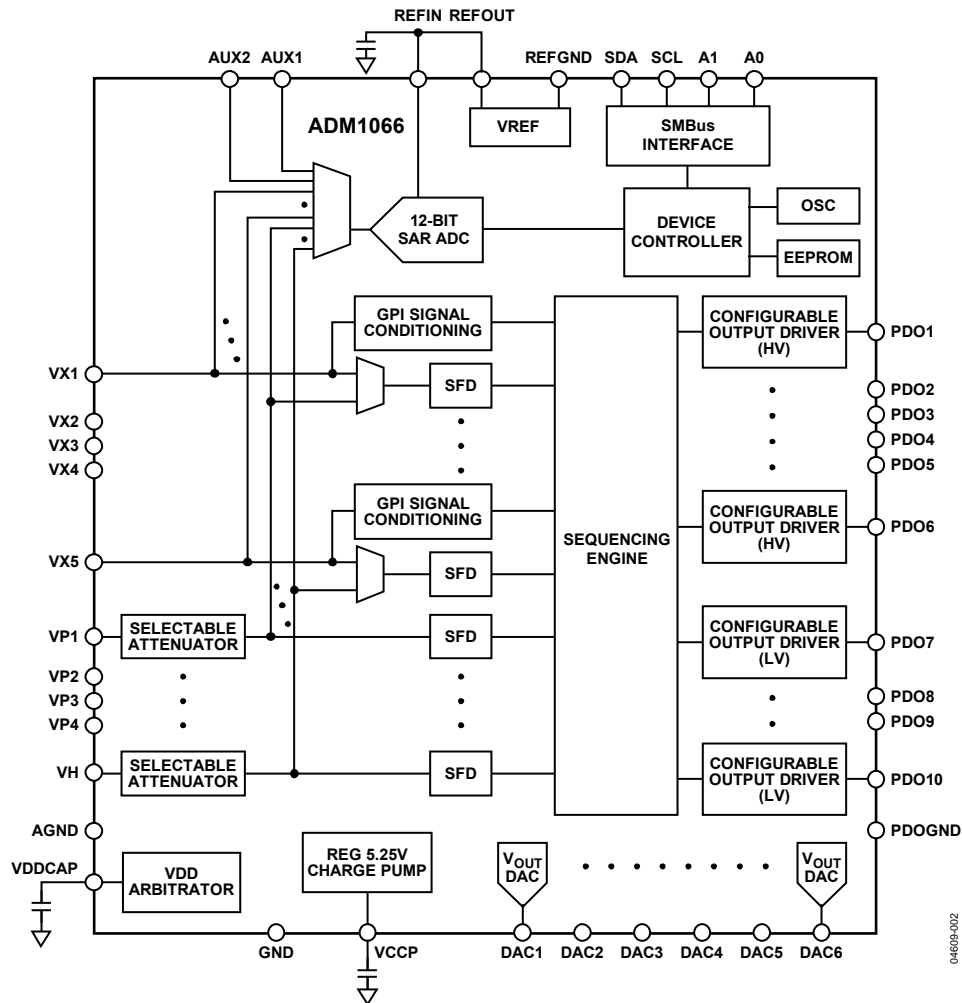 REFIN REFOUT
AUX2 AUX1 REFGND SDA SCL A1 A0
ADM1066
VREF
SMBus
INTERFACE
12-BIT
SAR ADC
DEVICE
CONTROLLER
OSC
EEPROM
GPI SIGNAL
CONDITIONING
CONFIGURABLE
OUTPUT DRIVER
(HV)
PDO1
VX1
SFD
PDO2
VX2
PDO3
VX3
PDO4
VX4
PDO5
GPI SIGNAL
CONDITIONING
CONFIGURABLE
OUTPUT DRIVER
(HV)
PDO6
SEQUENCING
ENGINE
VX5
SFD
VP1
SELECTABLE
ATTENUATOR
SFD
CONFIGURABLE
OUTPUT DRIVER
(LV)
PDO7
VP2
VP3
VP4
PDO8
PDO9
VH
SELECTABLE
ATTENUATOR
SFD
CONFIGURABLE
OUTPUT DRIVER
(LV)
PDO10
AGND
PDOGND
VDDCAP
VDD
ARBITRATOR
REG 5.25V
CHARGE PUMP
VOUT
DAC
VOUT
DAC
GND VCCP DAC1 DAC2 DAC3 DAC4 DAC5 DAC6
04609-002